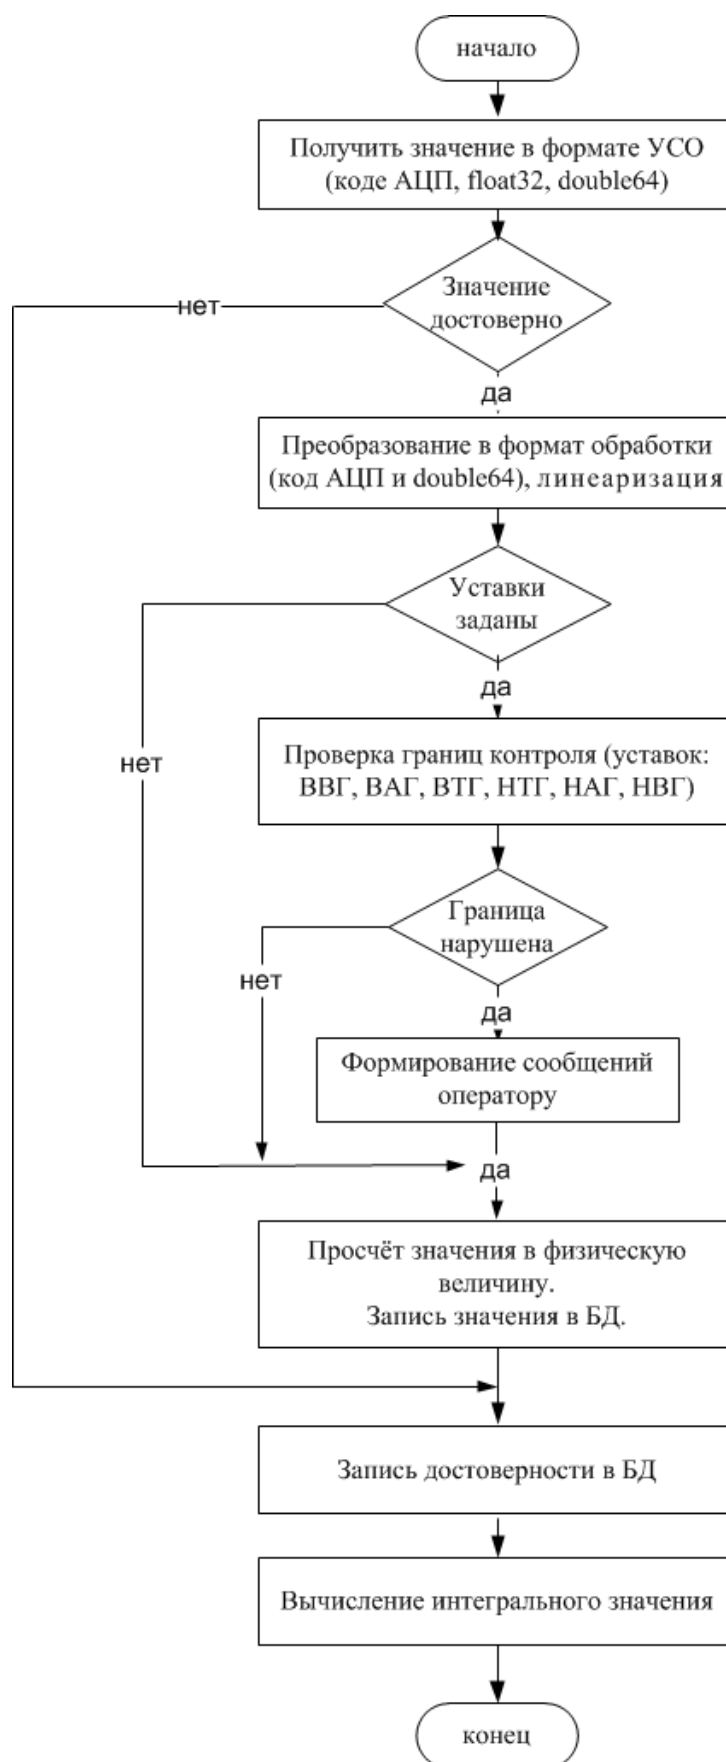 начало
Получить значение в формате УСО
(коде АЦП, float32, double64)
Значение
достоверно
нет
да
Преобразование в формат обработки
(код АЦП и double64), линеаризация
Уставки
заданы
да
нет
Проверка границ контроля (уставок:
ВВГ, ВАГ, ВТГ, НТГ, НАГ, НВГ)
Граница
нарушена
нет
да
Формирование сообщений
оператору
да
Просчёт значения в физическую
величину.
Запись значения в БД.
Запись достоверности в БД
Вычисление интегрального значения
конец